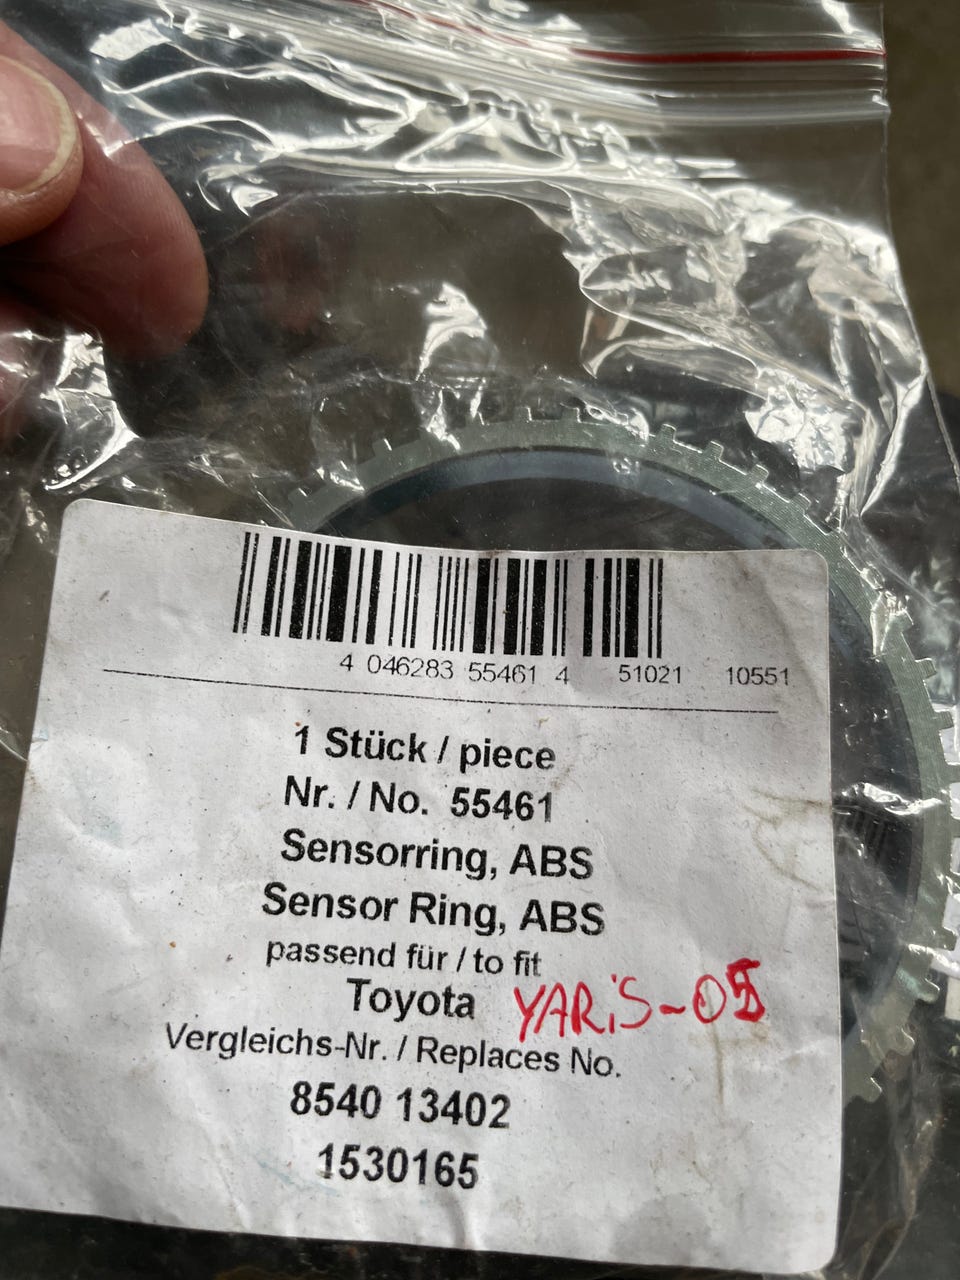 4 046283 55461 4 51021 10551
1 Stück / piece
Nr. / No. 55461
Sensorring, ABS
Sensor Ring, ABS
passend für / to fit
Toyota YARiS-05
Vergleichs-Nr. / Replaces No.
8540 13402
1530165